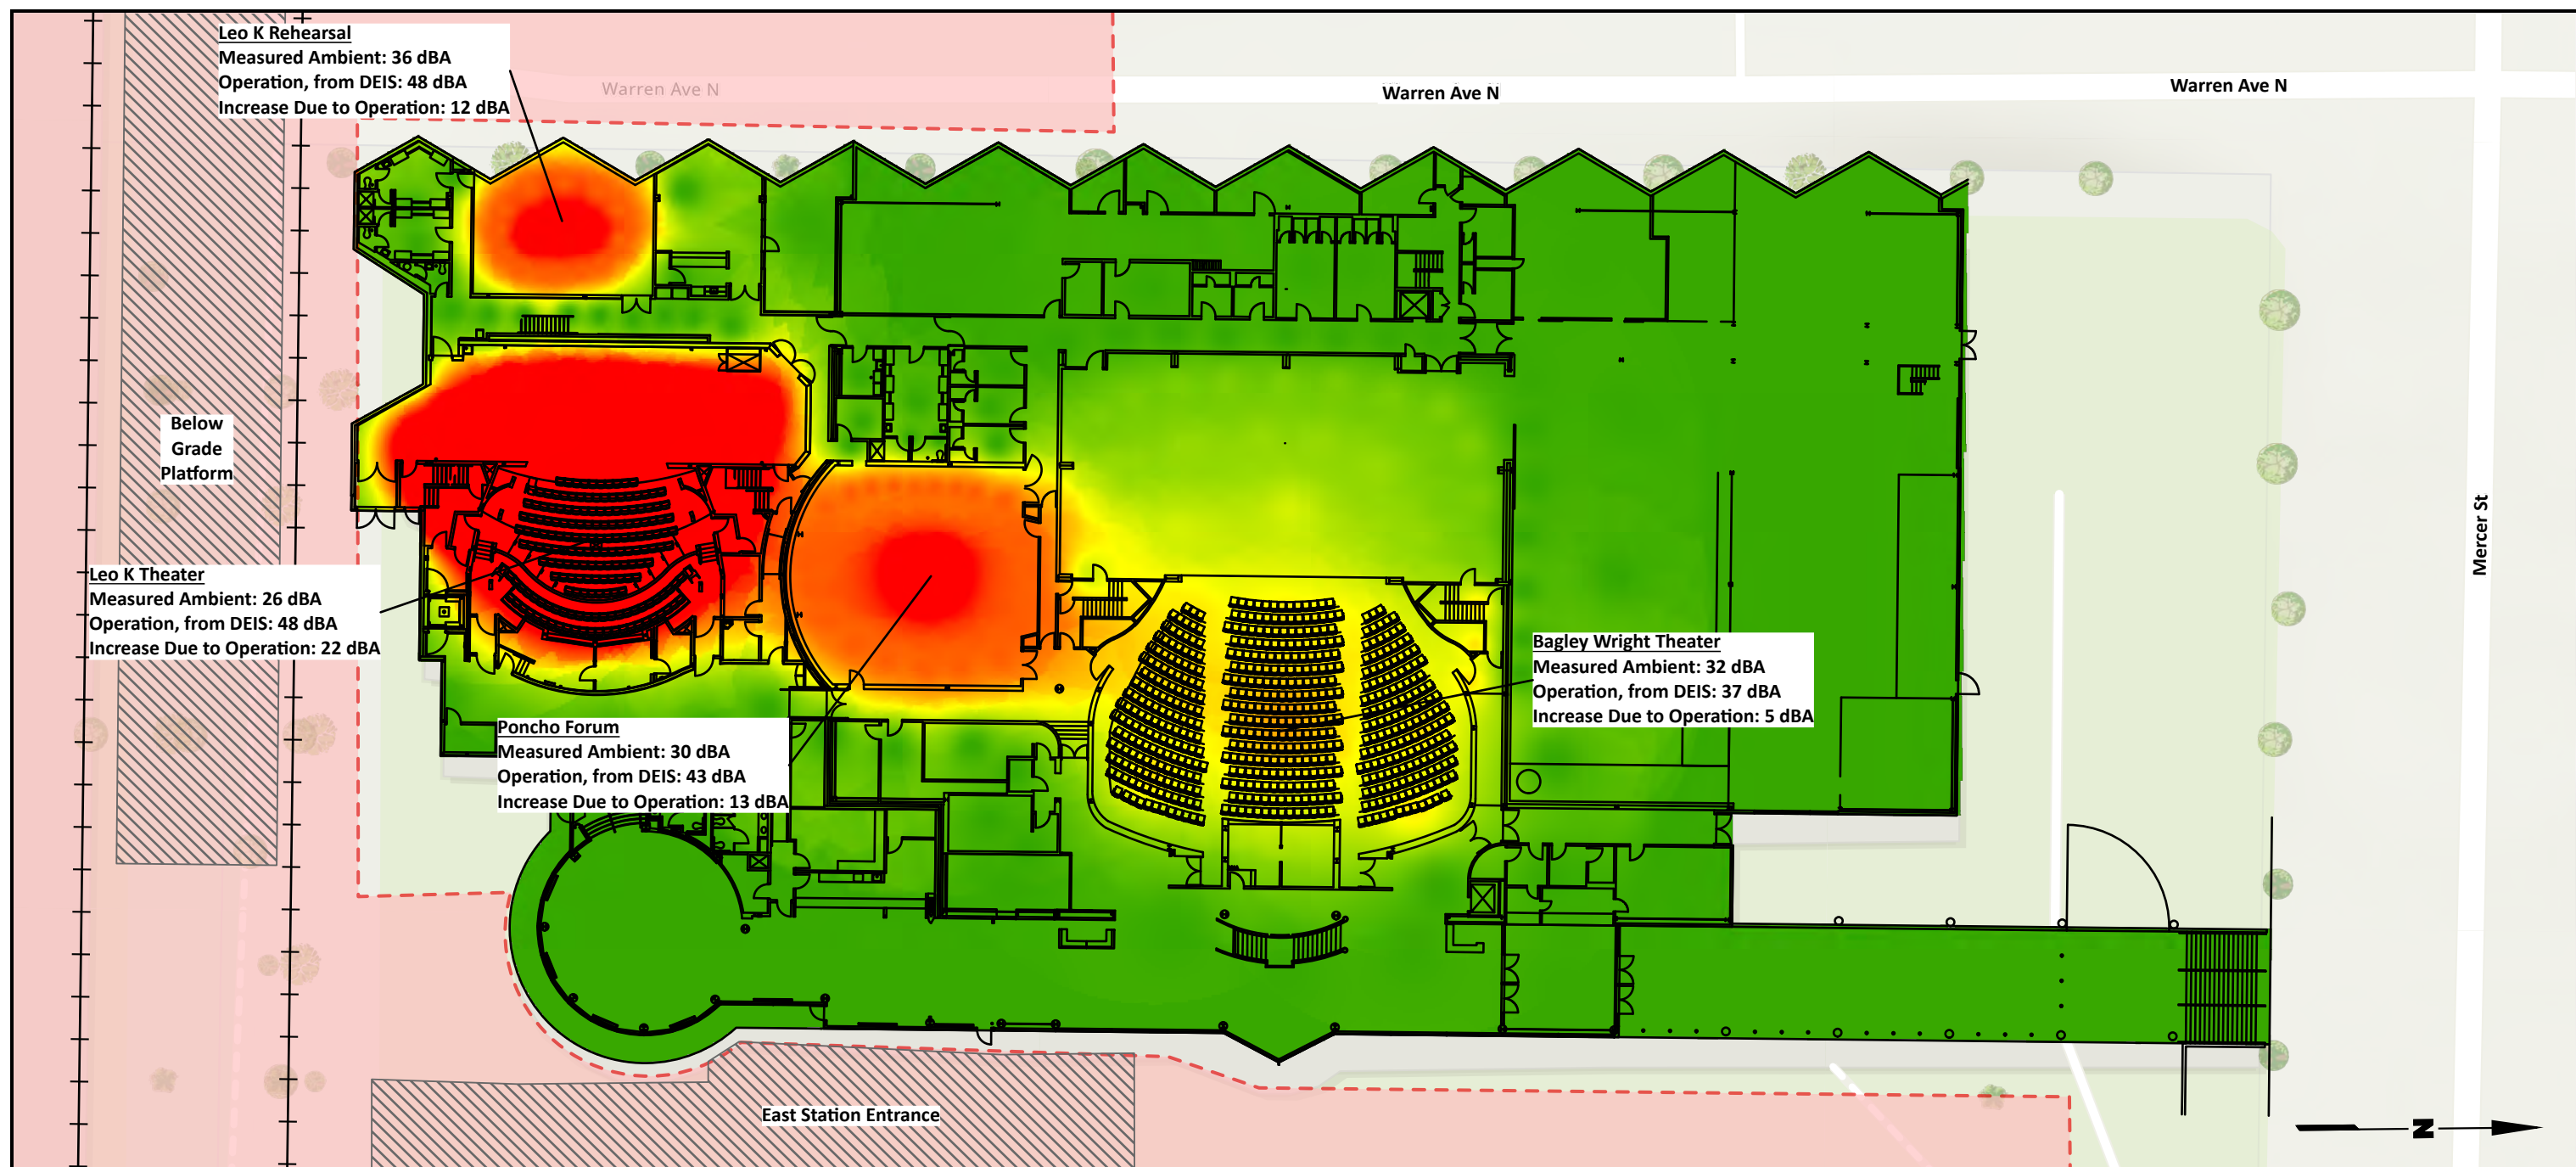 Leo K Rehearsal
Measured Ambient: 36 dBA
Operation, from DEIS: 48 dBA
Increase Due to Operation: 12 dBA
Warren Ave N
Warren Ave N
Warren Ave N
Below
Grade
Platform
Mercer St
Leo K Theater
Measured Ambient: 26 dBA
Operation, from DEIS: 48 dBA
Increase Due to Operation: 22 dBA
Bagley Wright Theater
Measured Ambient: 32 dBA
Operation, from DEIS: 37 dBA
Increase Due to Operation: 5 dBA
Poncho Forum
Measured Ambient: 30 dBA
Operation, from DEIS: 43 dBA
Increase Due to Operation: 13 dBA
East Station Entrance
N